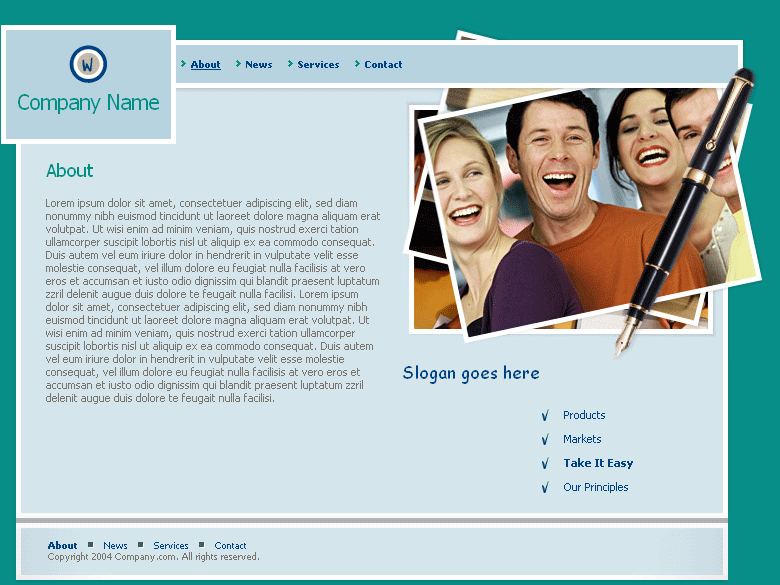 W
Company Name
About
News
Services
Contact
About
Lorem ipsum dolor sit amet, consectetuer adipiscing elit, sed diam
nonummy nibh euismod tincidunt ut laoreet dolore magna aliquam erat
volutpat. Ut wisi enim ad minim veniam, quis nostrud exerci tation
ullamcorper suscipit lobortis nisl ut aliquip ex ea commodo consequat.
Duis autem vel eum iriure dolor in hendrerit in vulputate velit esse
molestie consequat, vel illum dolore eu feugiat nulla facilisis at vero
eros et accumsan et iusto odio dignissim qui blandit praesent luptatum
zzril delenit augue duis dolore te feugait nulla facilisi. Lorem ipsum
dolor sit amet, consectetuer adipiscing elit, sed diam nonummy nibh
euismod tincidunt ut laoreet dolore magna aliquam erat volutpat. Ut
wisi enim ad minim veniam, quis nostrud exerci tation ullamcorper
suscipit lobortis nisl ut aliquip ex ea commodo consequat. Duis autem
vel eum iriure dolor in hendrerit in vulputate velit esse molestie
consequat, vel illum dolore eu feugiat nulla facilisis at vero eros et
accumsan et iusto odio dignissim qui blandit praesent luptatum zzril
delenit augue duis dolore te feugait nulla facilisi.
Slogan goes here
Products
Markets
Take It Easy
Our Principles
About News Services Contact
Copyright 2004 Company.com. All rights reserved.